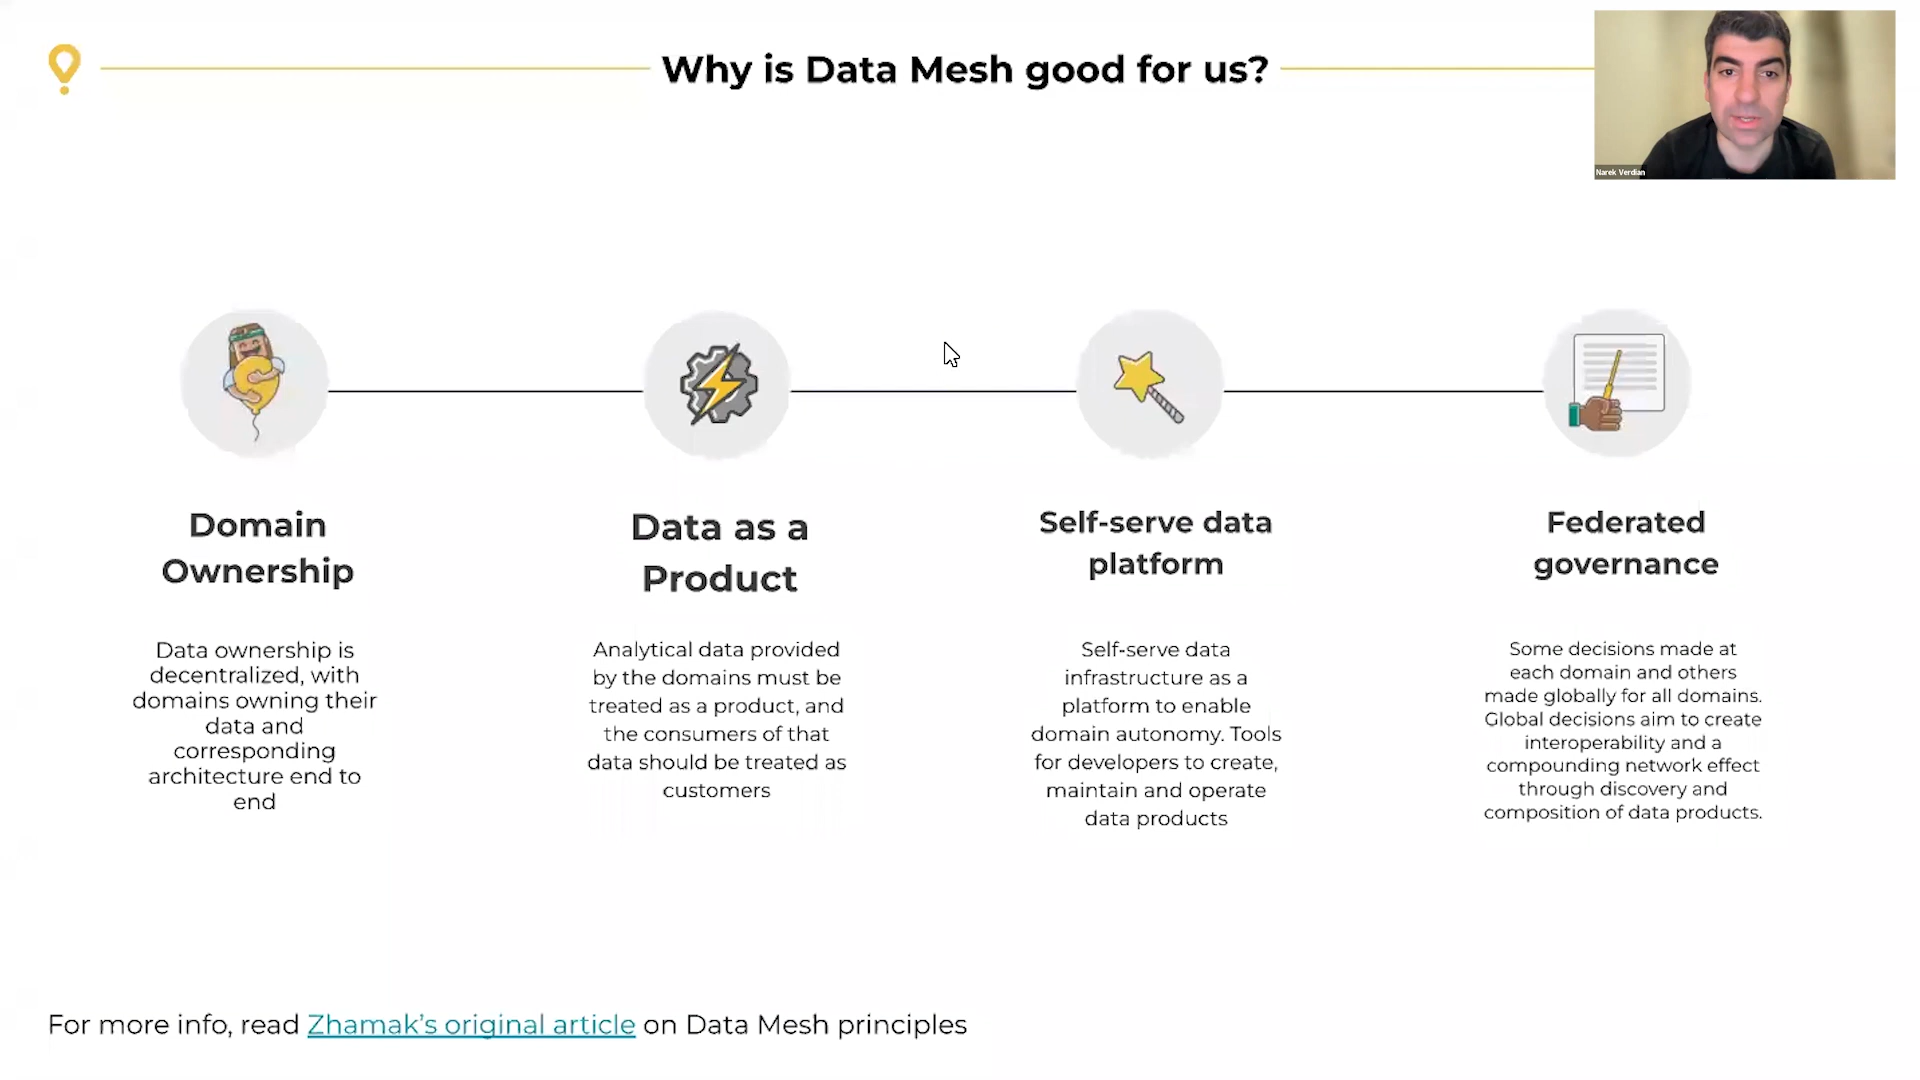 Why is Data Mesh good for us?
Narek Verdian
Domain
Ownership
Data ownership is
decentralized, with
domains owning their
data and
corresponding
architecture end to
end
Data as a
Product
Analytical data provided
by the domains must be
treated as a product, and
the consumers of that
data should be treated as
customers
Self-serve data
platform
Self-serve data
infrastructure as a
platform to enable
domain autonomy. Tools
for developers to create,
maintain and operate
data products
Federated
governance
Some decisions made at
each domain and others
made globally for all domains.
Global decisions aim to create
interoperability and a
compounding network effect
through discovery and
composition of data products.
For more info, read Zhamak's original article on Data Mesh principles